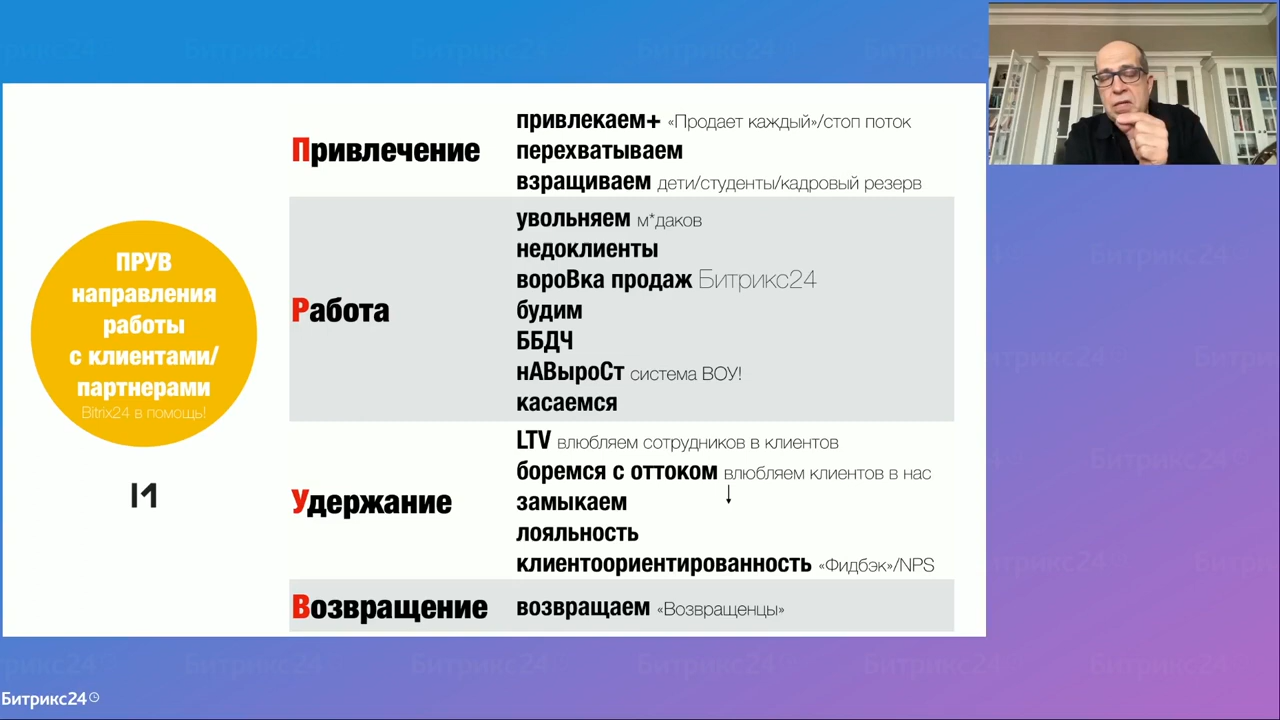 Битрикс24
ПРУВ
направления
работы
с клиентами/
партнерами
Bitrix24 в помощь!
Привлечение
привлекаем+ «Продает каждый»/стоп поток
перехватываем
взращиваем дети/студенты/кадровый резерв
Работа
увольняем м*даков
недоклиенты
вороВка продаж Битрикс24
будим
ББДЧ
нАВыроСт система ВОУ!
касаемся
Удержание
LTV влюбляем сотрудников в клиентов
боремся с оттоком влюбляем клиентов в нас
замыкаем
лояльность
клиентоориентированность «Фидбэк»/NPS
Возвращение
возвращаем «Возвращенцы»
Битрикс24